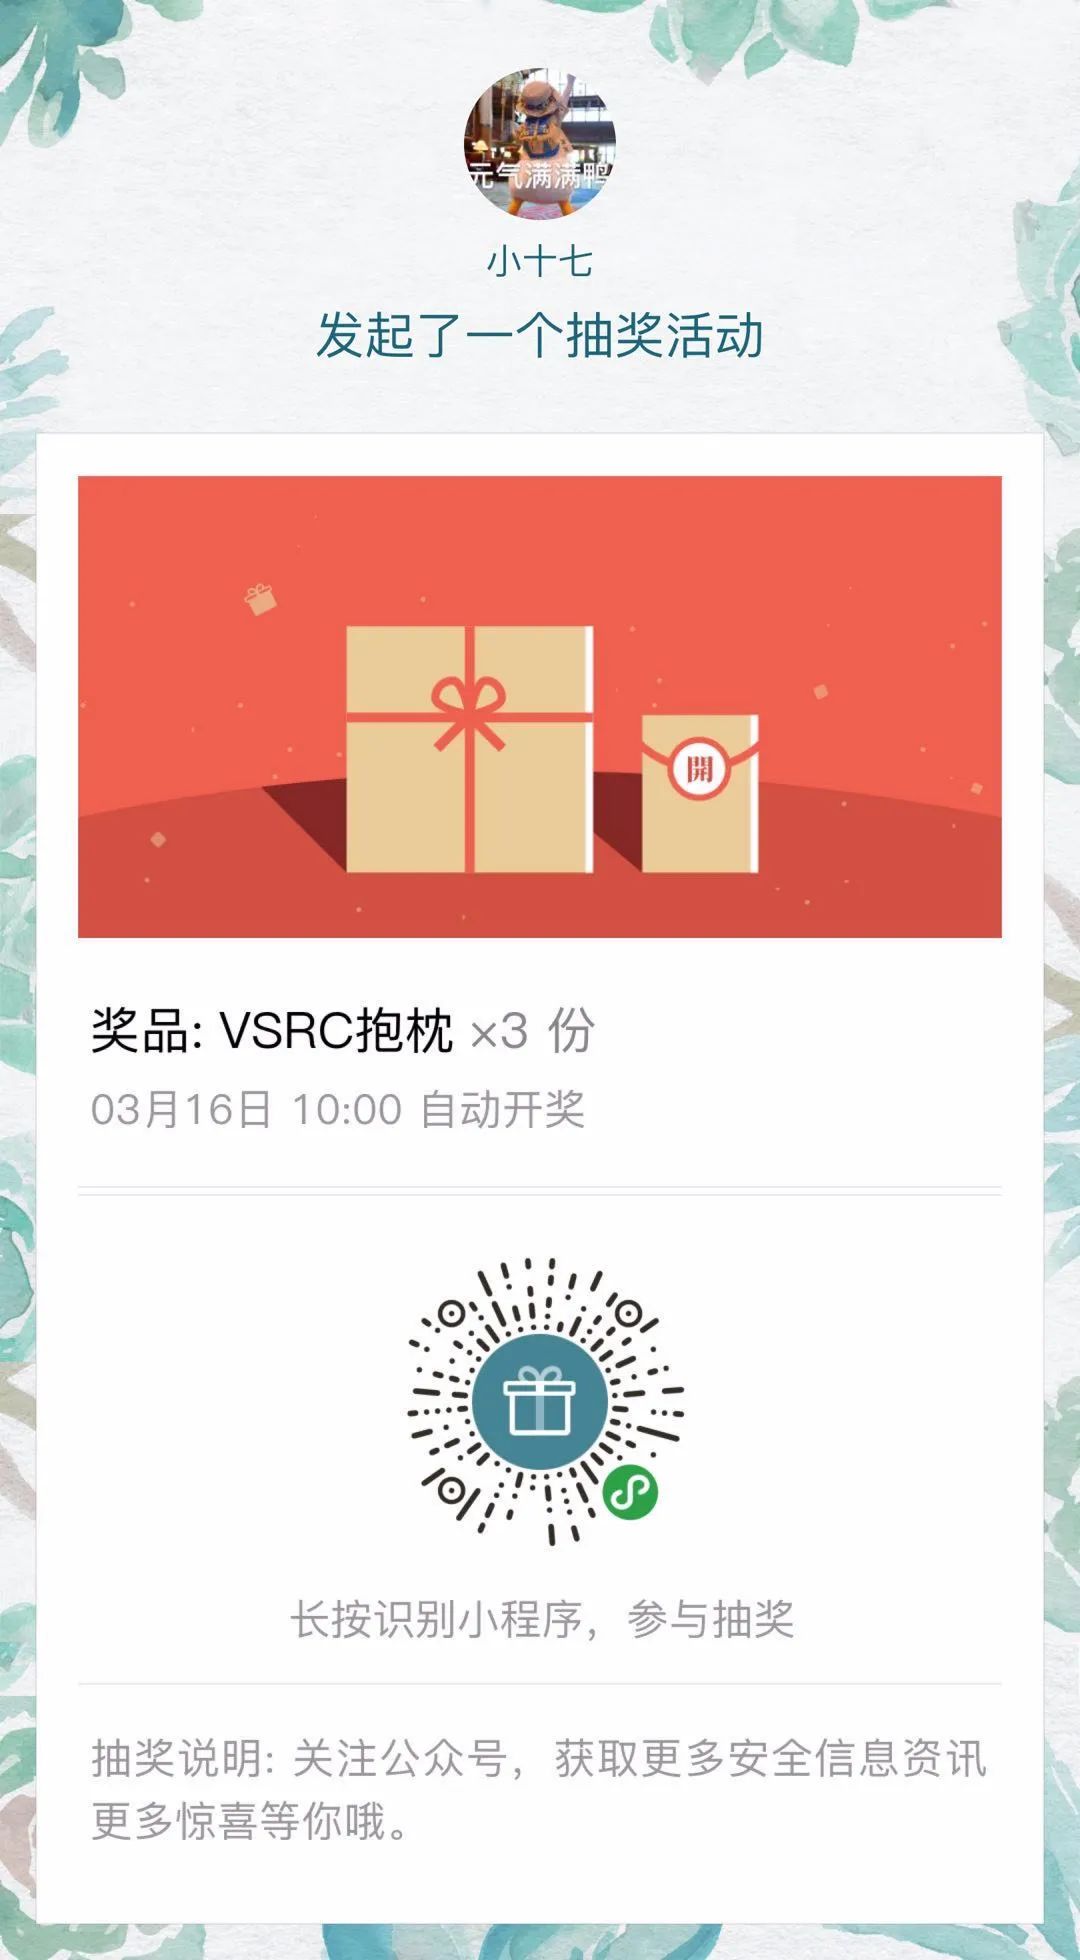 元气满满鸭
小十七
发起了一个抽奖活动
開
奖品: VSRC抱枕 ×3 份
03月16日 10:00 自动开奖
长按识别小程序，参与抽奖
抽奖说明: 关注公众号，获取更多安全信息资讯
更多惊喜等你哦。